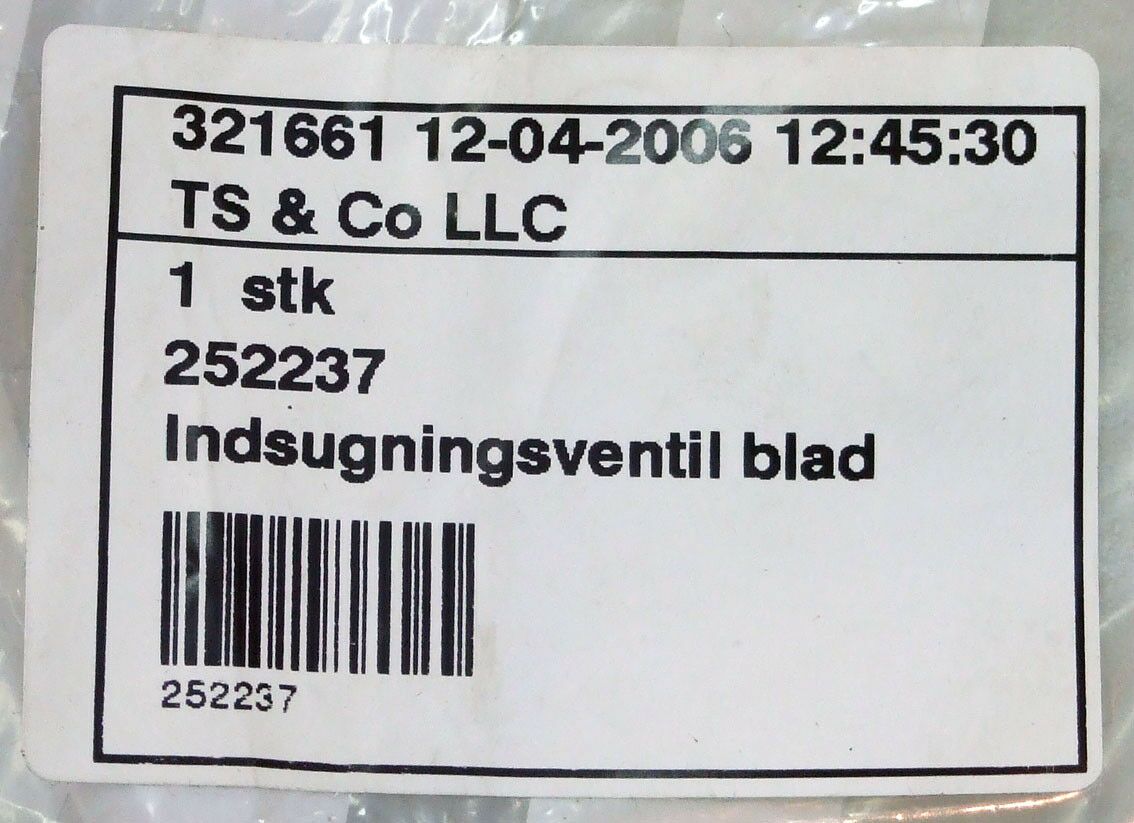 321661 12-04-2006 12:45:30
TS & Co LLC
1 stk
252237
Indsugningsventil blad
252237